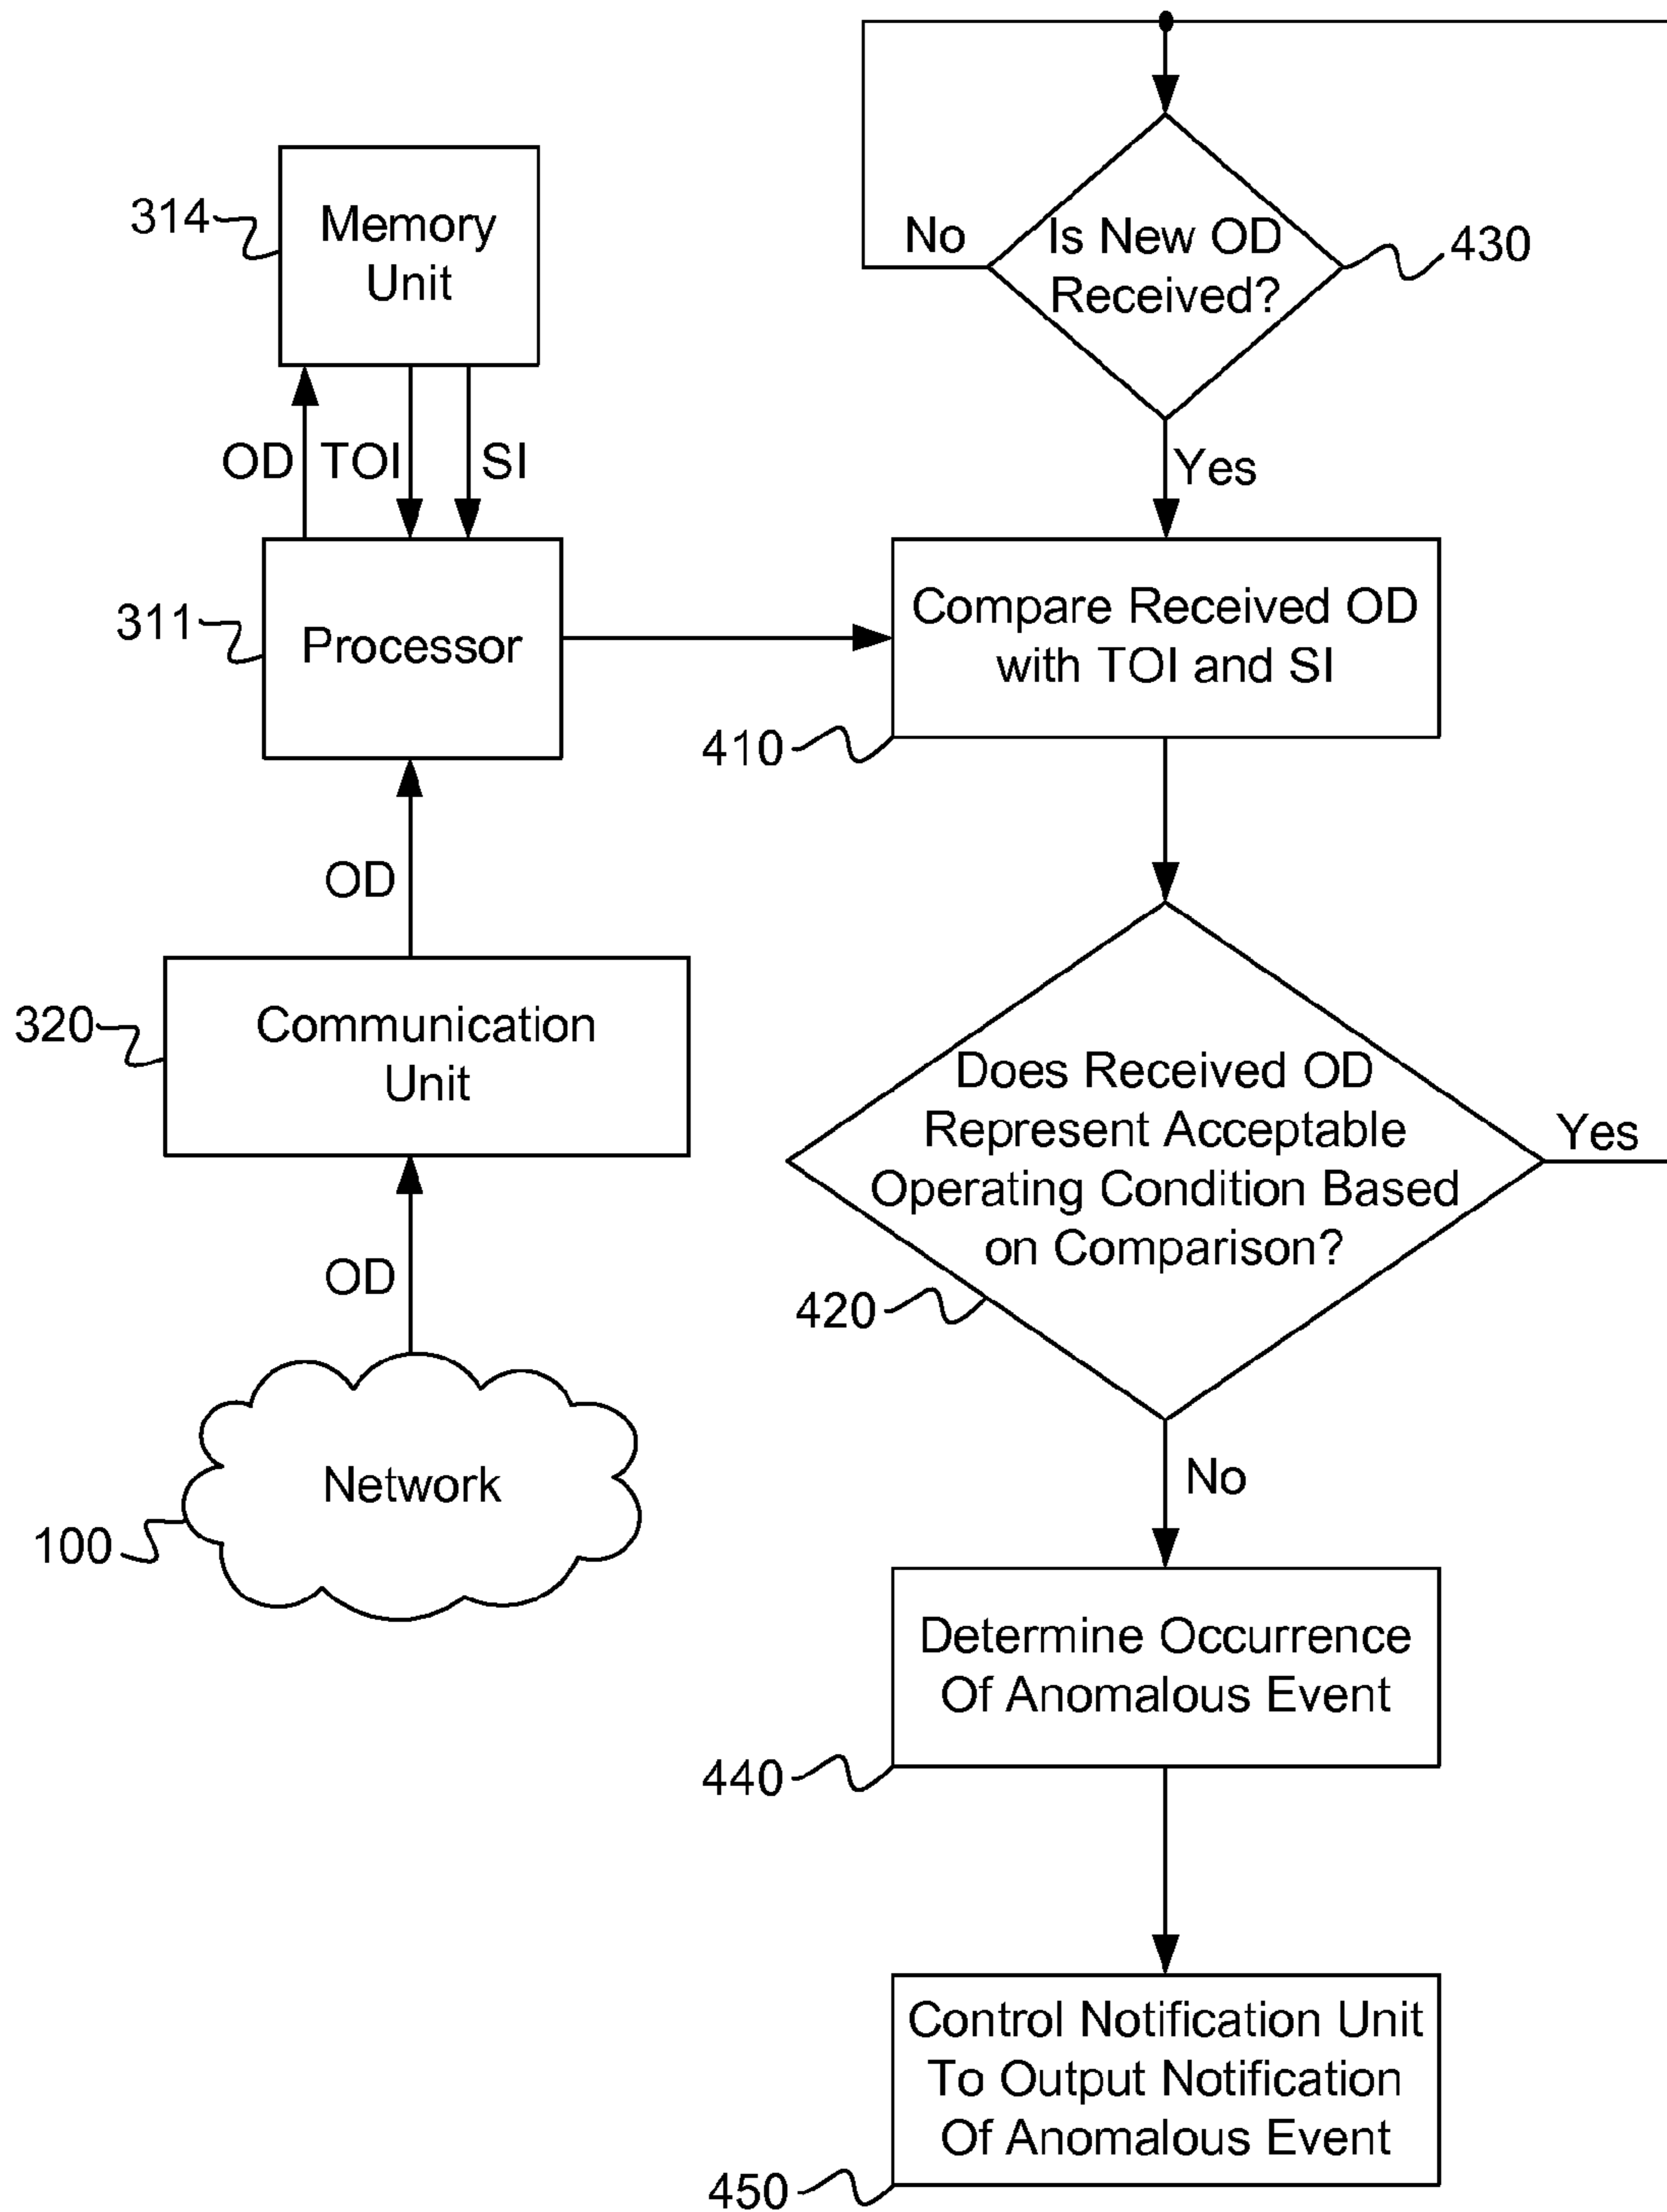 314
Memory
Unit
OD
TOI
SI
311
Processor
OD
320
Communication
Unit
OD
Network
100
No
Is New OD
Received?
430
Yes
Compare Received OD
with TOI and SI
410
Does Received OD
Represent Acceptable
Operating Condition Based
on Comparison?
Yes
420
No
Determine Occurrence
Of Anomalous Event
440
Control Notification Unit
To Output Notification
Of Anomalous Event
450